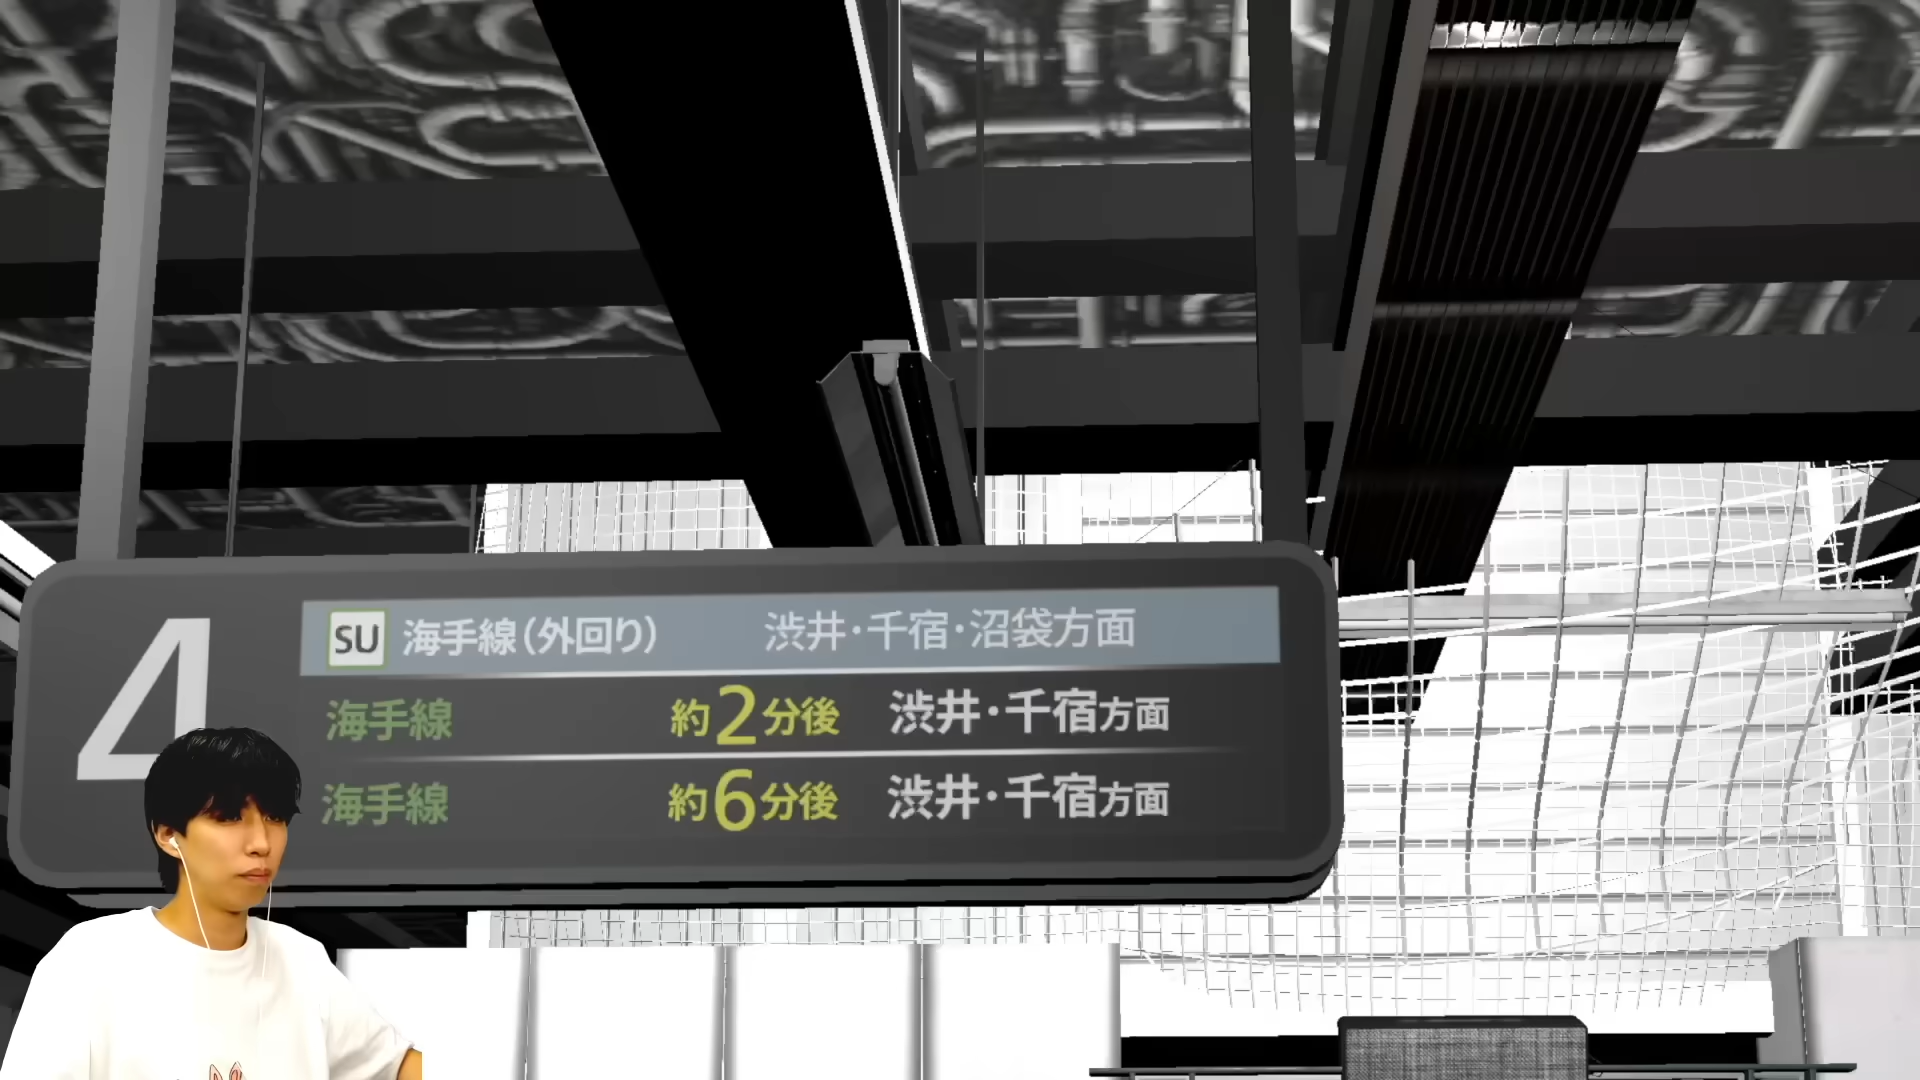 4
SU 海手線(外回り) 渋井・千宿・沼袋方面
海手線 約2分後 渋井・千宿方面
海手線 約6分後 渋井・千宿方面